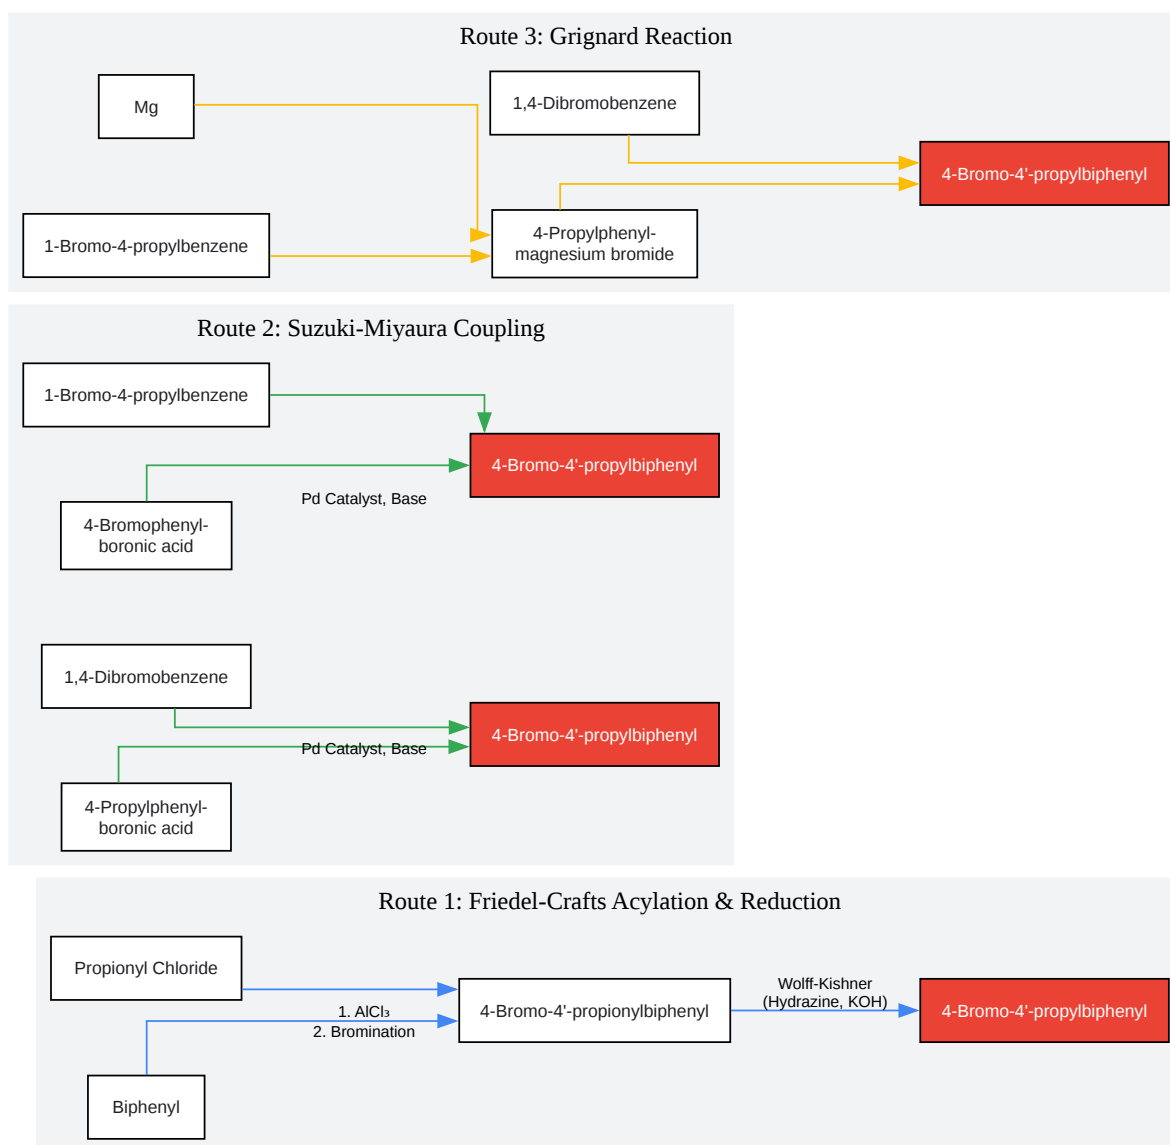 Route 3: Grignard Reaction
Mg
1,4-Dibromobenzene
4-Bromo-4'-propylbiphenyl
1-Bromo-4-propylbenzene
4-Propylphenyl-
magnesium bromide
Route 2: Suzuki-Miyaura Coupling
1-Bromo-4-propylbenzene
4-Bromo-4'-propylbiphenyl
Pd Catalyst, Base
4-Bromophenyl-
boronic acid
1,4-Dibromobenzene
4-Bromo-4'-propylbiphenyl
Pd Catalyst, Base
4-Propylphenyl-
boronic acid
Route 1: Friedel-Crafts Acylation & Reduction
Propionyl Chloride
1. AlCl₃
2. Bromination
4-Bromo-4'-propionylbiphenyl
Wolff-Kishner
(Hydrazine, KOH)
4-Bromo-4'-propylbiphenyl
Biphenyl